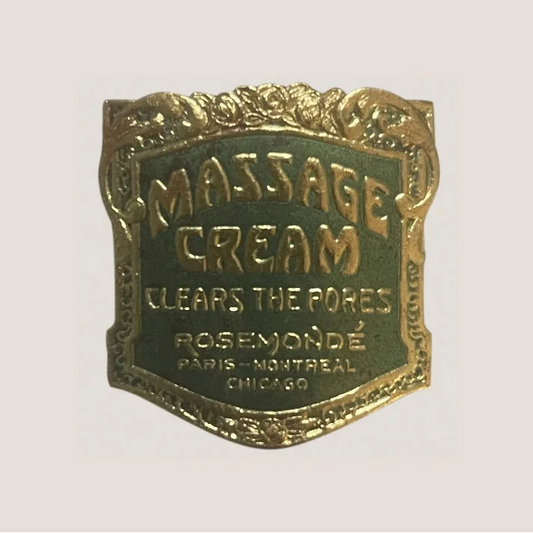 MASSAGE
CREAM
CLEARS THE PORES
ROSEMONDÉ
PARIS-MONTREAL
CHICAGO